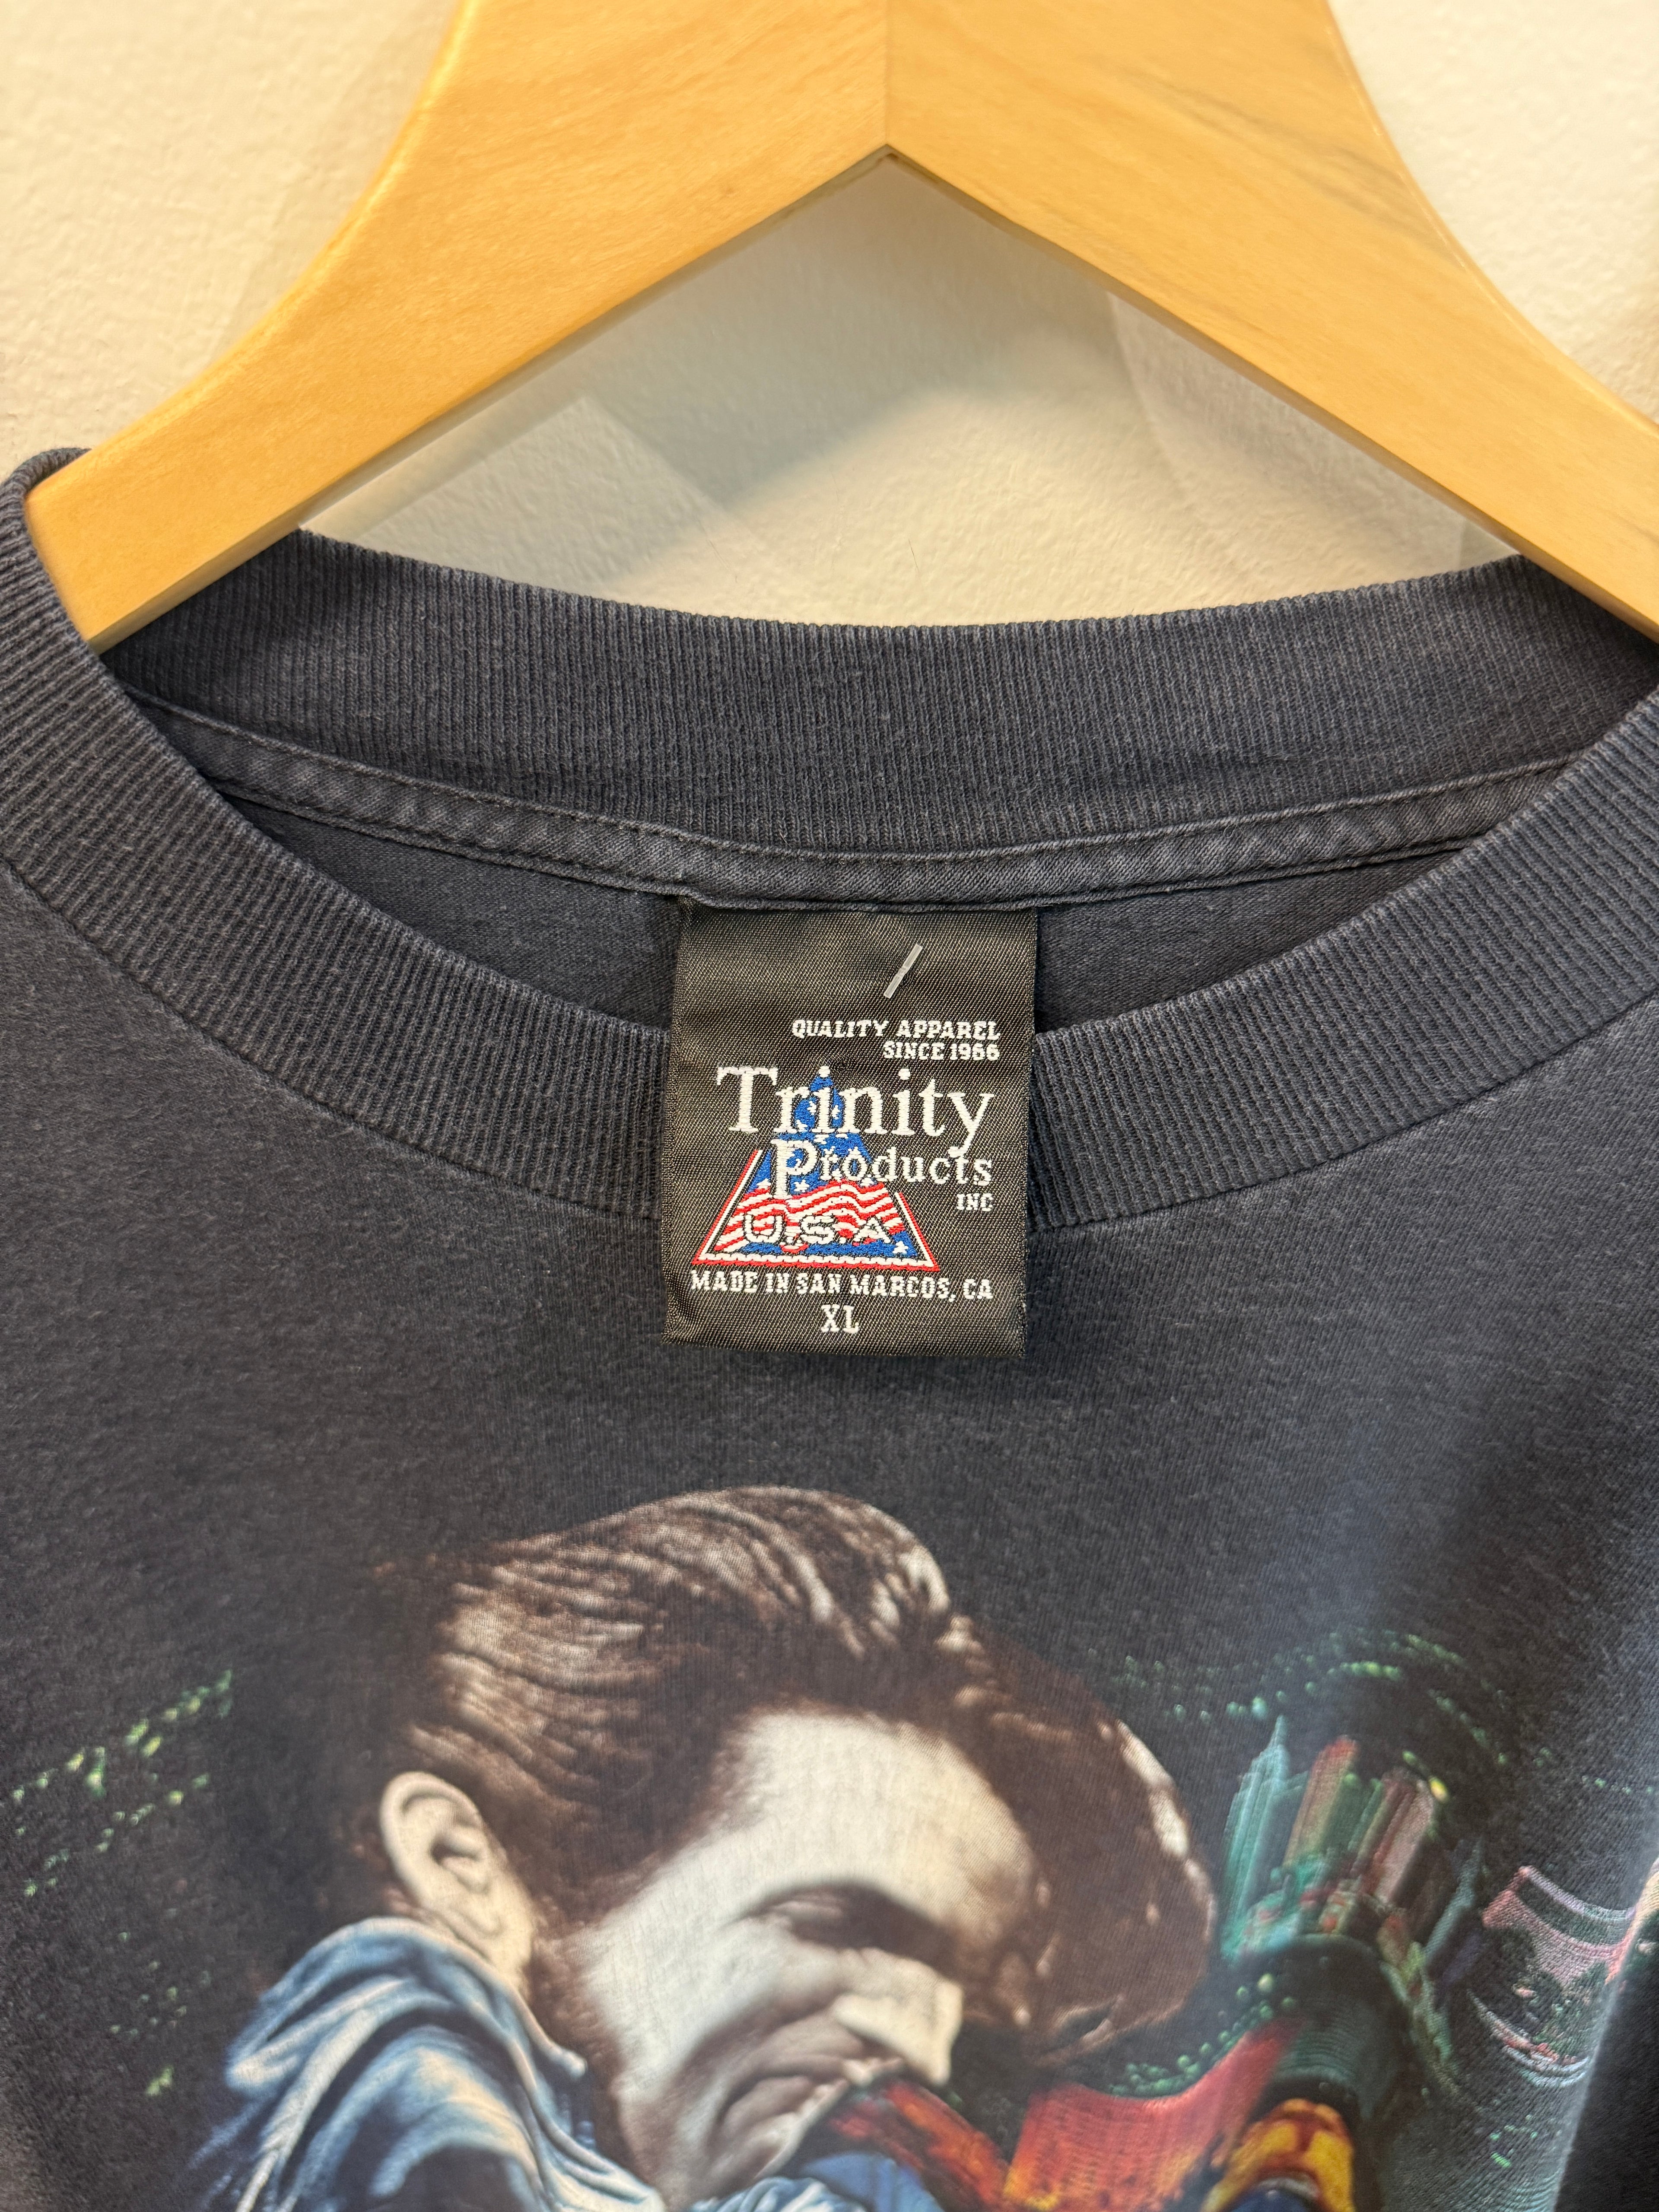 QUALITY APPAREL
SINCE 1966
Trinity
Products
INC
U.S.A
MADE IN SAN MARCOS, CA
XL